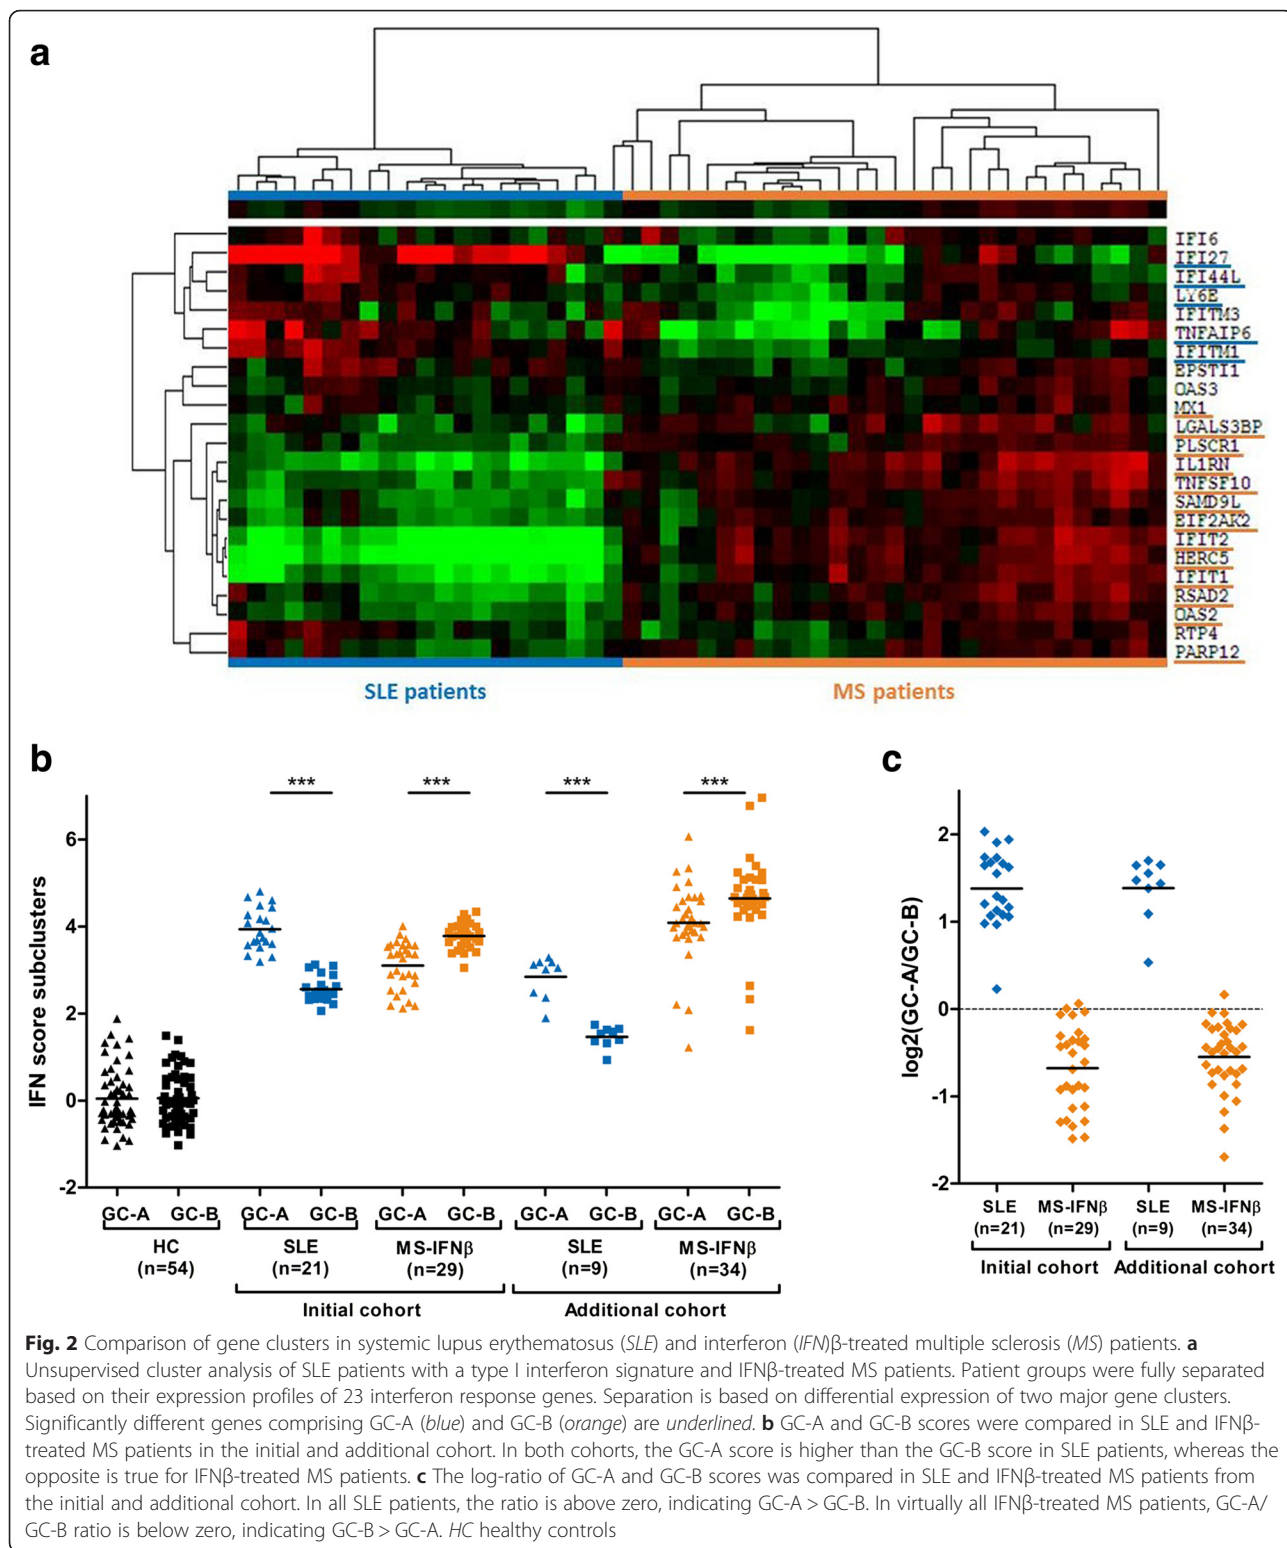 a
IFI6
IFI27
IFI44L
LY6E
IFITM3
TNFAIP6
IFITM1
EPSTI1
OAS3
MX1
LGALS3BP
PLSCR1
IL1RN
TNFSF10
SAMD9L
EIF2AK2
IFIT2
HERC5
IFIT1
RSAD2
OAS2
RTP4
PARP12
SLE patients MS patients
b
*** *** *** ***
IFN score subclusters
6
4
2
0
-2
GC-A GC-B GC-A GC-B GC-A GC-B GC-A GC-B GC-A GC-B
HC SLE MS-IFNβ SLE MS-IFNβ
(n=54) (n=21) (n=29) (n=9) (n=34)
Initial cohort Additional cohort
c
log2(GC-A/GC-B)
2
1
0
-1
-2
SLE MS-IFNβ SLE MS-IFNβ
(n=21) (n=29) (n=9) (n=34)
Initial cohort Additional cohort
Fig. 2 Comparison of gene clusters in systemic lupus erythematosus (SLE) and interferon (IFN)β-treated multiple sclerosis (MS) patients. a
Unsupervised cluster analysis of SLE patients with a type I interferon signature and IFNβ-treated MS patients. Patient groups were fully separated
based on their expression profiles of 23 interferon response genes. Separation is based on differential expression of two major gene clusters.
Significantly different genes comprising GC-A (blue) and GC-B (orange) are underlined. b GC-A and GC-B scores were compared in SLE and IFNβ-
treated MS patients in the initial and additional cohort. In both cohorts, the GC-A score is higher than the GC-B score in SLE patients, whereas the
opposite is true for IFNβ-treated MS patients. c The log-ratio of GC-A and GC-B scores was compared in SLE and IFNβ-treated MS patients from
the initial and additional cohort. In all SLE patients, the ratio is above zero, indicating GC-A > GC-B. In virtually all IFNβ-treated MS patients, GC-A/
GC-B ratio is below zero, indicating GC-B > GC-A. HC healthy controls